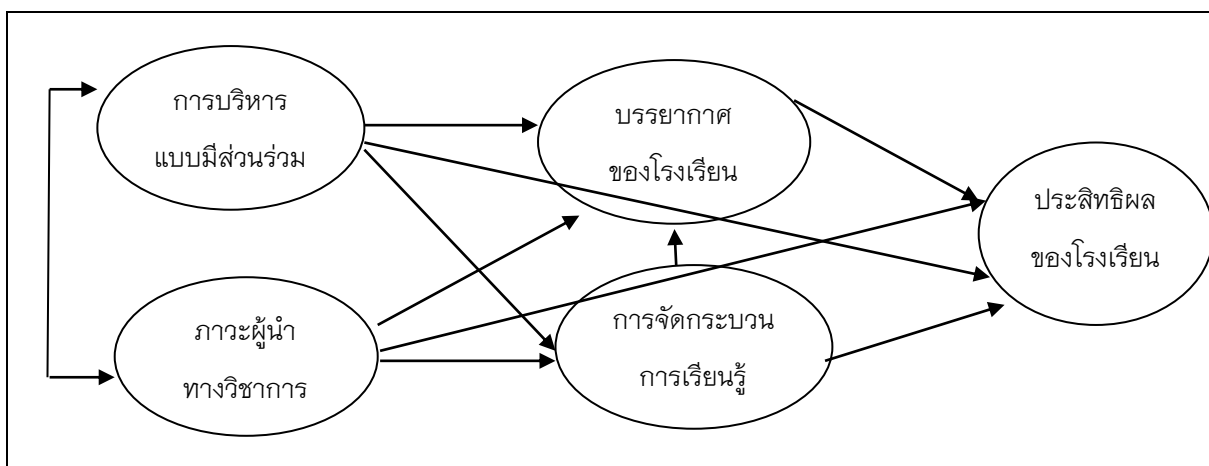 การบริหาร
แบบมีส่วนร่วม
บรรยากาศ
ของโรงเรียน
ประสิทธิผล
ของโรงเรียน
ภาวะผู้นำ
ทางวิชาการ
การจัดกระบวน
การเรียนรู้